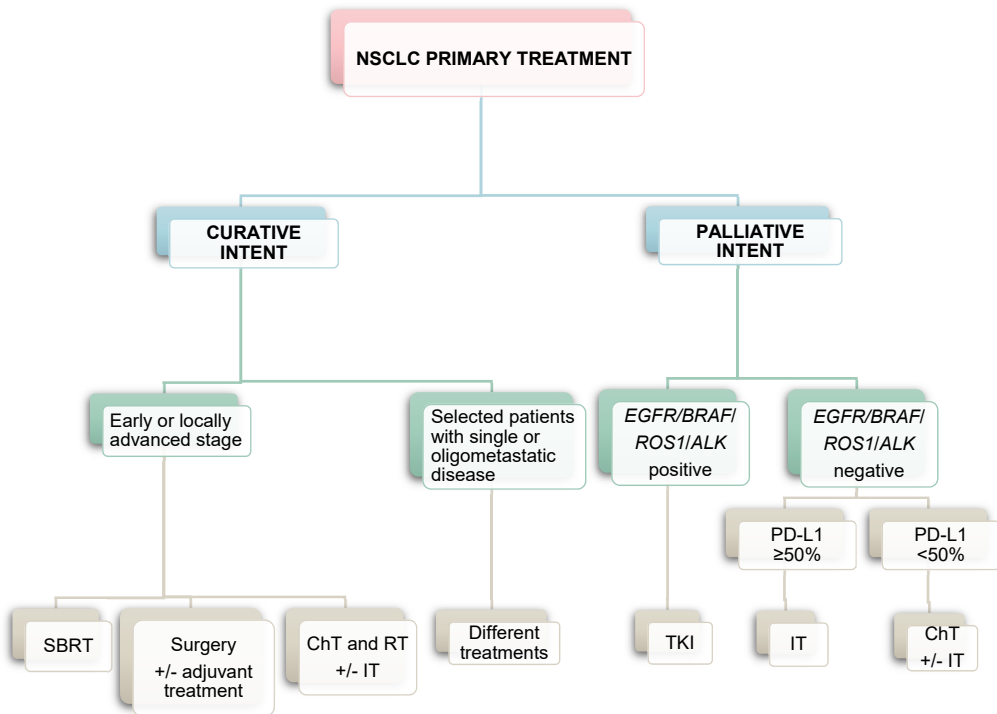 NSCLC PRIMARY TREATMENT
CURATIVE
INTENT
PALLIATIVE
INTENT
Early or locally
advanced stage
Selected patients
with single or
oligometastatic
disease
EGFR/BRAF/
ROS1/ALK
positive
EGFR/BRAF/
ROS1/ALK
negative
PD-L1
≥50%
PD-L1
<50%
SBRT
Surgery
+/- adjuvant
treatment
ChT and RT
+/- IT
Different
treatments
TKI
IT
ChT
+/- IT